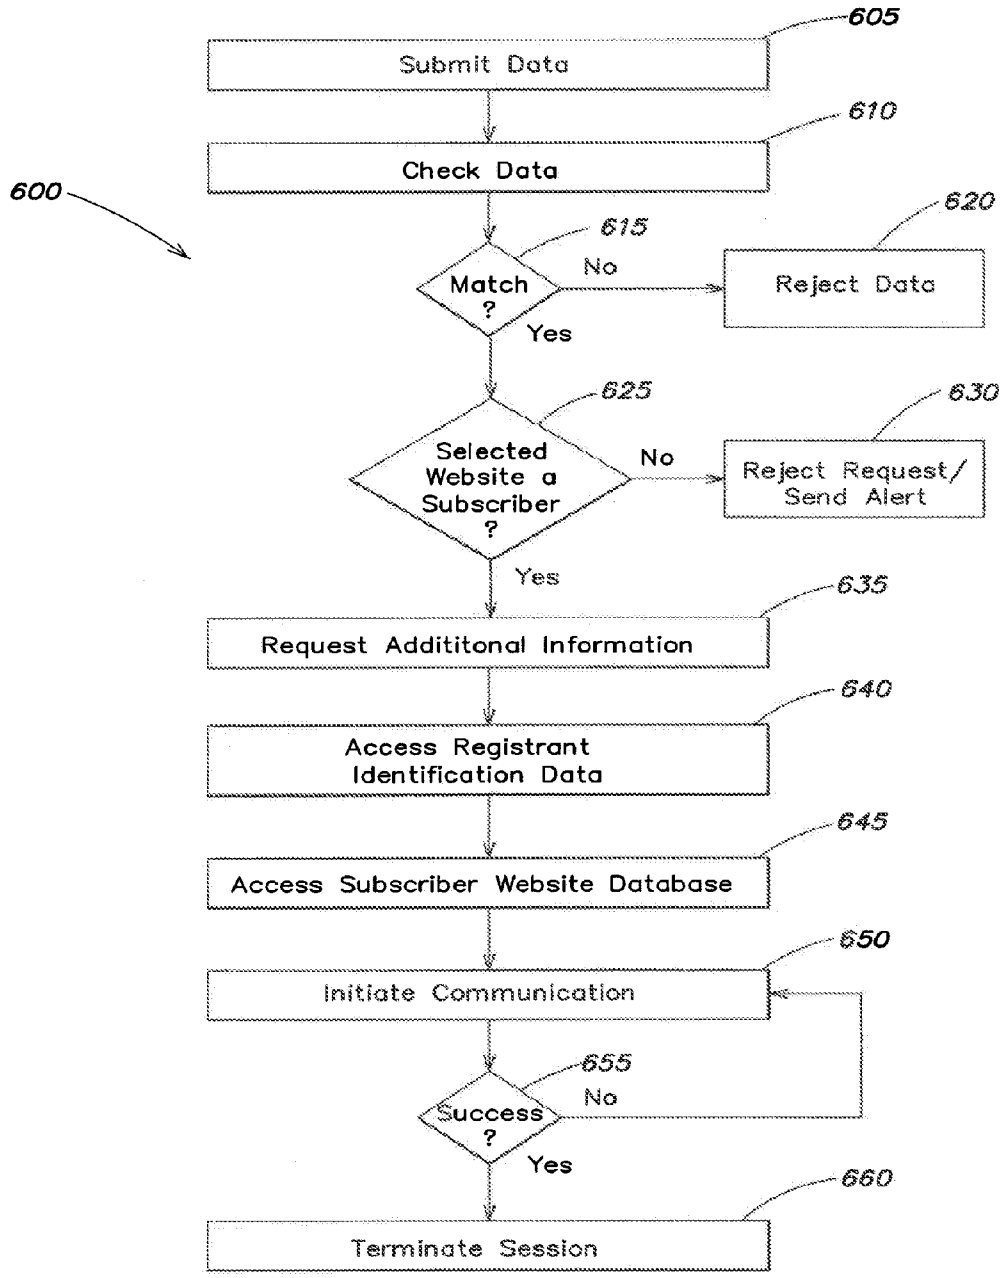 605
Submit Data
610
Check Data
600
615
620
Match
?
No
Reject Data
Yes
625
630
Selected
Website a
Subscriber
?
No
Reject Request/
Send Alert
Yes
635
Request Addititonal Information
640
Access Registrant
Identification Data
645
Access Subscriber Website Database
650
Initiate Communication
655
Success
?
No
Yes
660
Terminate Session